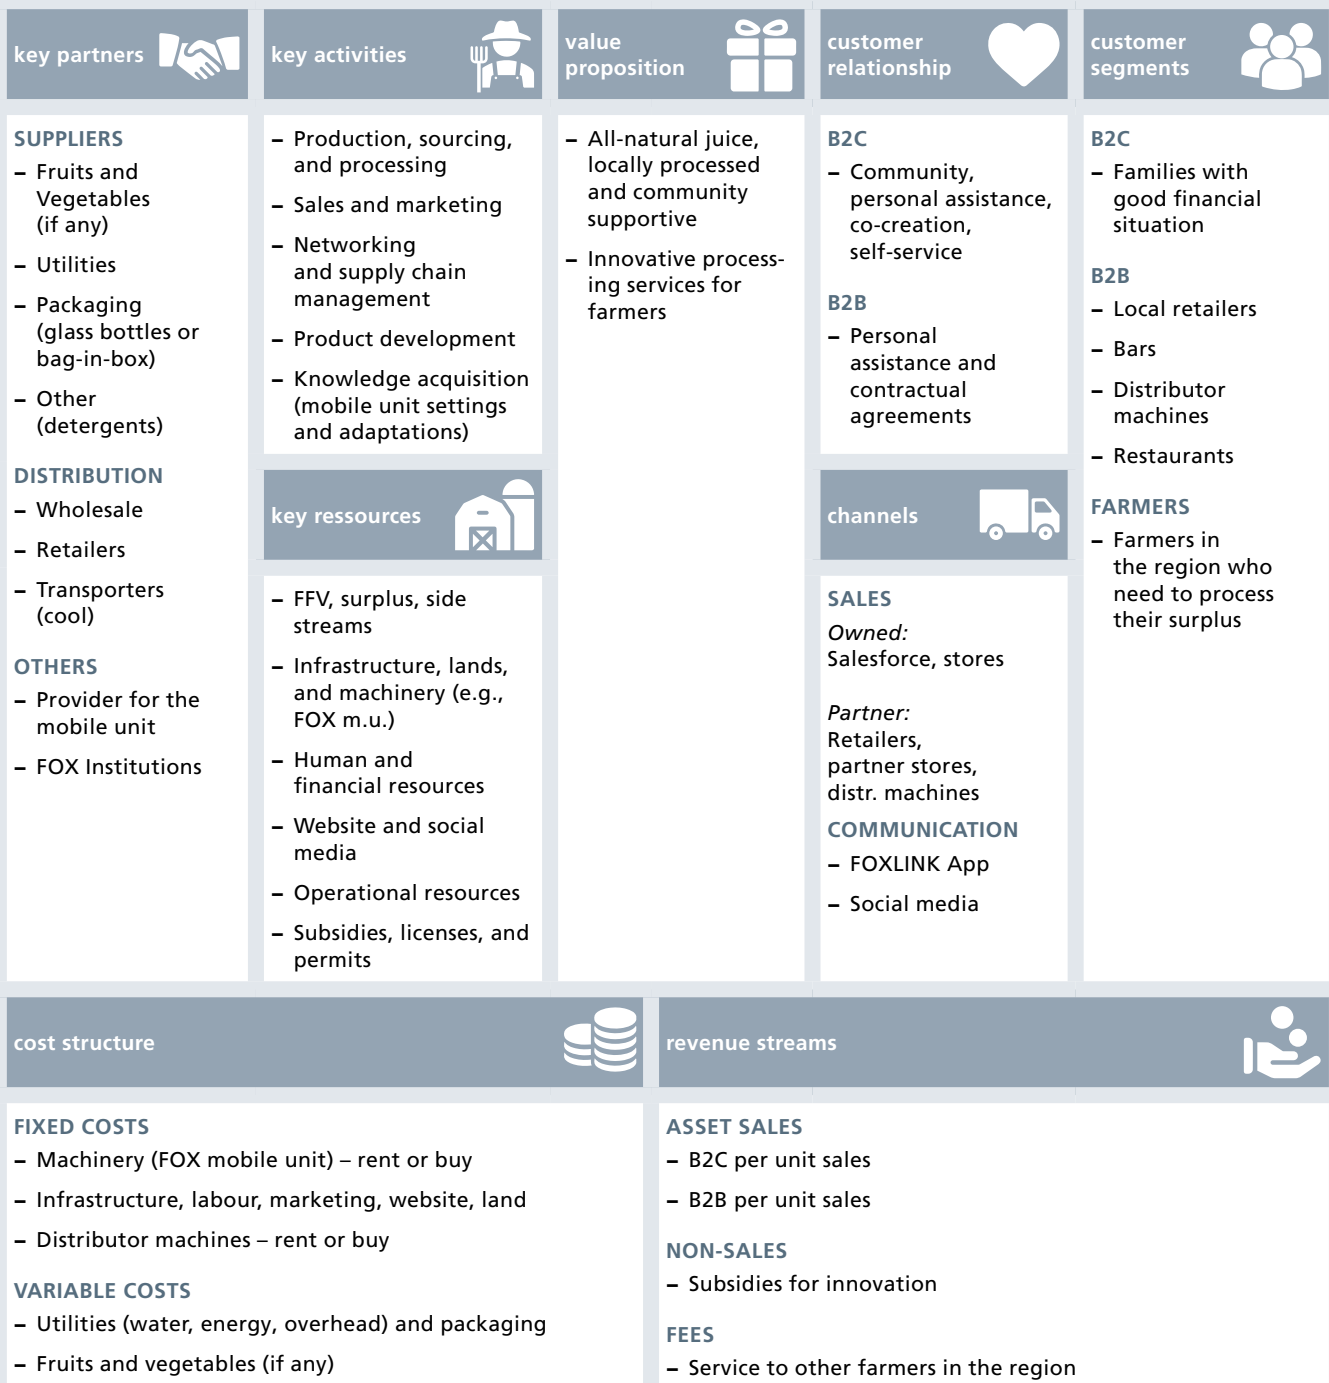 key partners
SUPPLIERS
– Fruits and
Vegetables
(if any)
– Utilities
– Packaging
(glass bottles or
bag-in-box)
– Other
(detergents)
DISTRIBUTION
– Wholesale
– Retailers
– Transporters
(cool)
OTHERS
– Provider for the
mobile unit
– FOX Institutions
key activities
– Production, sourcing,
and processing
– Sales and marketing
– Networking
and supply chain
management
– Product development
– Knowledge acquisition
(mobile unit settings
and adaptations)
key ressources
– FFV, surplus, side
streams
– Infrastructure, lands,
and machinery (e.g.,
FOX m.u.)
– Human and
financial resources
– Website and social
media
– Operational resources
– Subsidies, licenses, and
permits
value
proposition
– All-natural juice,
locally processed
and community
supportive
– Innovative process-
ing services for
farmers
customer
relationship
B2C
– Community,
personal assistance,
co-creation,
self-service
B2B
– Personal
assistance and
contractual
agreements
channels
SALES
Owned:
Salesforce, stores
Partner:
Retailers,
partner stores,
distr. machines
COMMUNICATION
– FOXLINK App
– Social media
customer
segments
B2C
– Families with
good financial
situation
B2B
– Local retailers
– Bars
– Distributor
machines
– Restaurants
FARMERS
– Farmers in
the region who
need to process
their surplus
cost structure
FIXED COSTS
– Machinery (FOX mobile unit) – rent or buy
– Infrastructure, labour, marketing, website, land
– Distributor machines – rent or buy
VARIABLE COSTS
– Utilities (water, energy, overhead) and packaging
– Fruits and vegetables (if any)
revenue streams
ASSET SALES
– B2C per unit sales
– B2B per unit sales
NON-SALES
– Subsidies for innovation
FEES
– Service to other farmers in the region